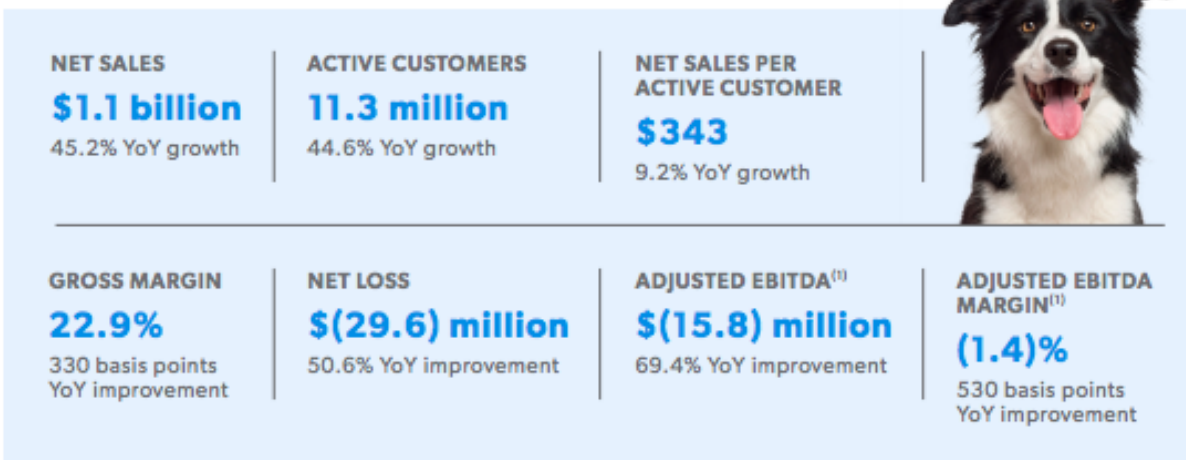 NET SALES
$1.1 billion
45.2% YoY growth
ACTIVE CUSTOMERS
11.3 million
44.6% YoY growth
NET SALES PER
ACTIVE CUSTOMER
$343
9.2% YoY growth
GROSS MARGIN
22.9%
330 basis points
YoY improvement
NET LOSS
$(29.6) million
50.6% YoY improvement
ADJUSTED EBITDA(1)
$(15.8) million
69.4% YoY improvement
ADJUSTED EBITDA
MARGIN(1)
(1.4)%
530 basis points
YoY improvement